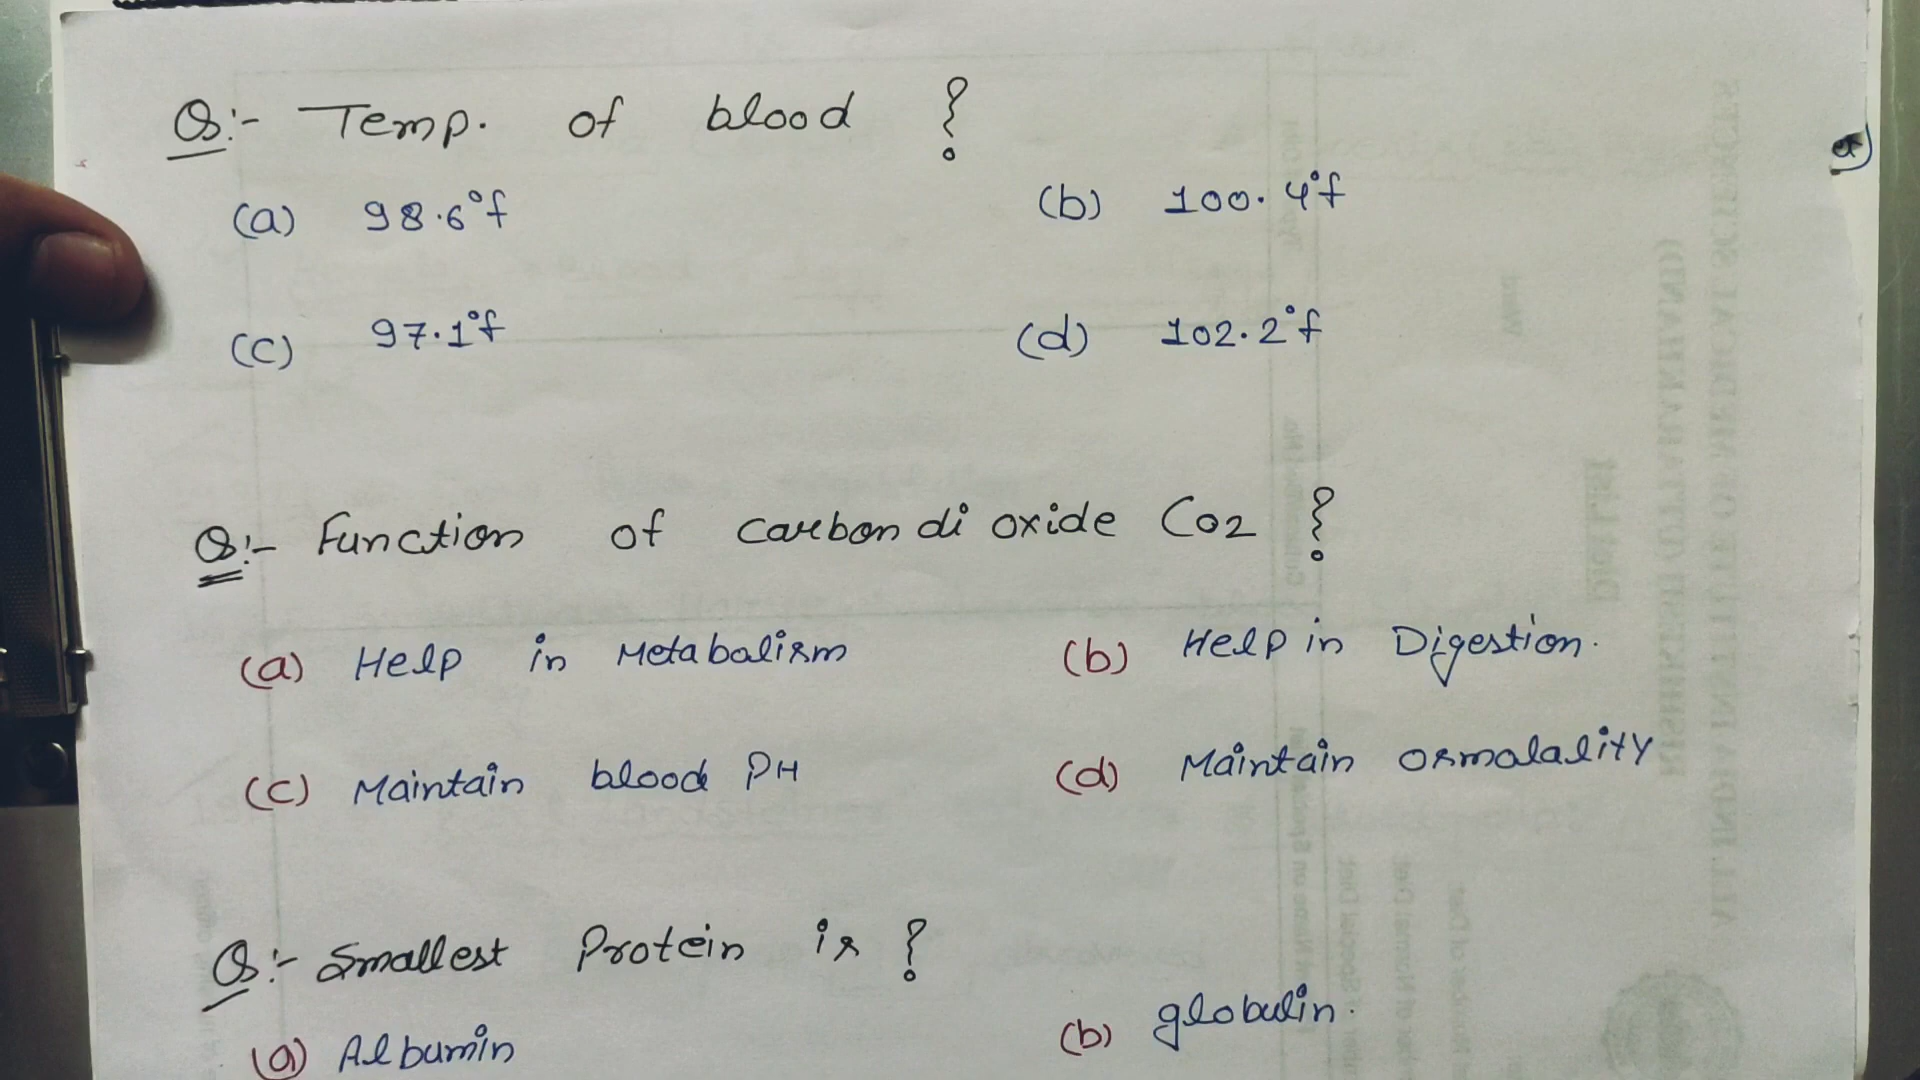 Q:- Temp. of blood ?
(a) 98.6°f (b) 100.4°f
(c) 97.1°f (d) 102.2°f
Q:- Function of carbon di oxide Co2 ?
(a) Help in Metabalism (b) Help in Digestion.
(c) Maintain blood PH (d) Maintain osmolality
Q:- Smallest Protein is ?
(a) Albumin (b) globulin.